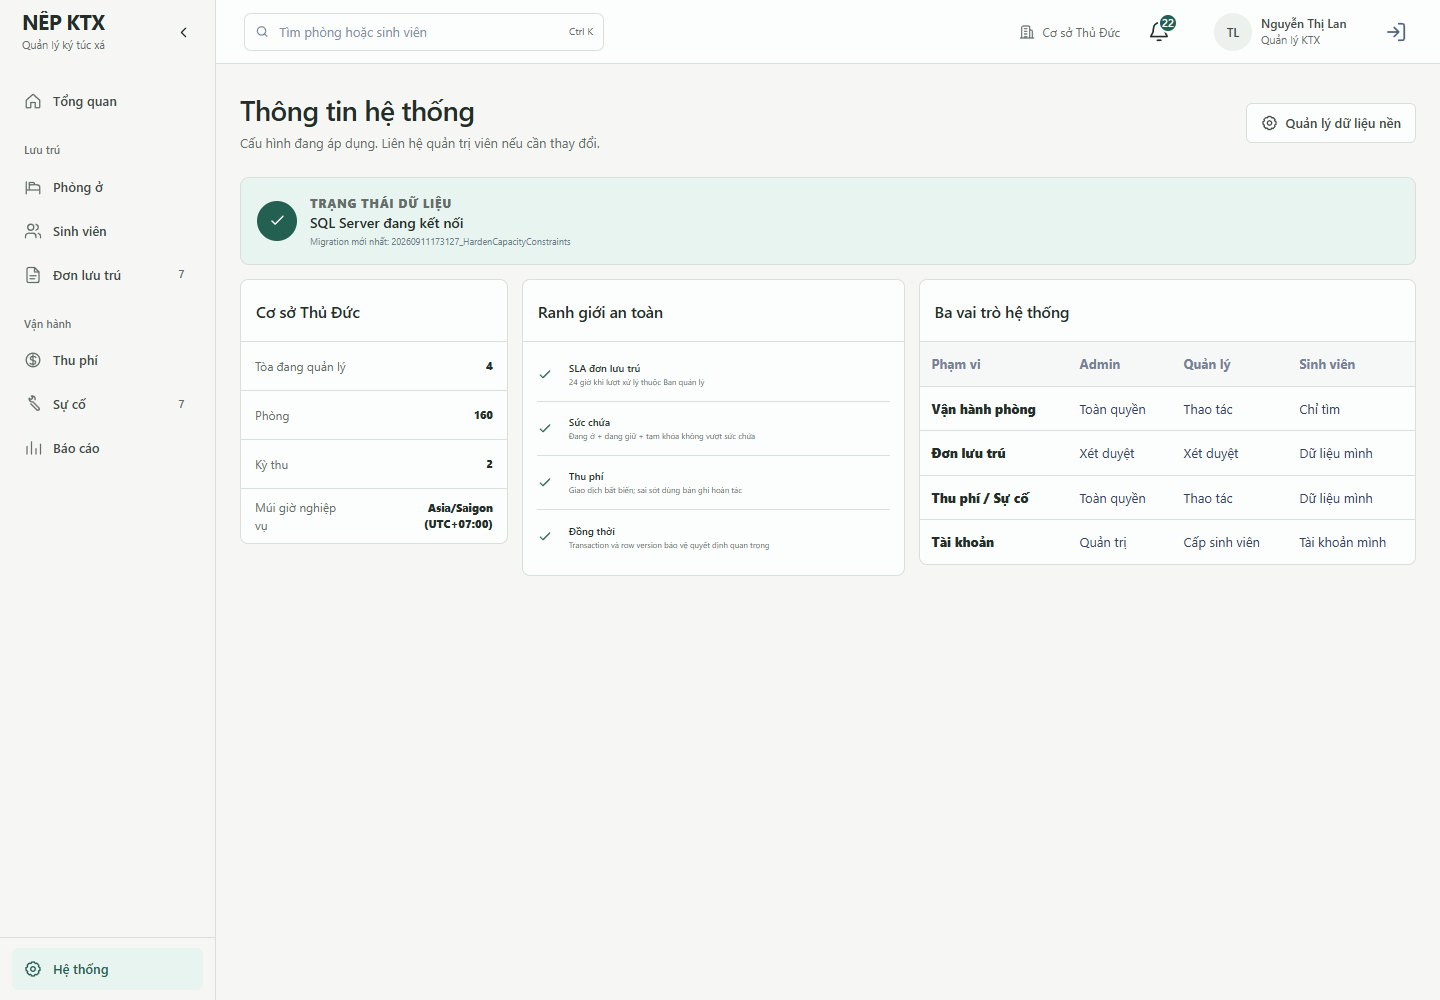 NẾP KTX
Quản lý ký túc xá
Tổng quan
Lưu trú
Phòng ở
Sinh viên
Đơn lưu trú 7
Vận hành
Thu phí
Sự cố 7
Báo cáo
Hệ thống
Tìm phòng hoặc sinh viên Ctrl K
Cơ sở Thủ Đức
22
TL
Nguyễn Thị Lan
Quản lý KTX
Thông tin hệ thống
Cấu hình đang áp dụng. Liên hệ quản trị viên nếu cần thay đổi.
Quản lý dữ liệu nền
TRẠNG THÁI DỮ LIỆU
SQL Server đang kết nối
Migration mới nhất: 20260911173127_HardenCapacityConstraints
Cơ sở Thủ Đức
Tòa đang quản lý 4
Phòng 160
Kỳ thu 2
Múi giờ nghiệp vụ Asia/Saigon (UTC+07:00)
Ranh giới an toàn
SLA đơn lưu trú
24 giờ khi lượt xử lý thuộc Ban quản lý
Sức chứa
Đang ở + đang giữ + tạm khóa không vượt sức chứa
Thu phí
Giao dịch bất biến; sai sót dùng bản ghi hoàn tác
Đồng thời
Transaction và row version bảo vệ quyết định quan trọng
Ba vai trò hệ thống
Phạm vi Admin Quản lý Sinh viên
Vận hành phòng Toàn quyền Thao tác Chỉ tìm
Đơn lưu trú Xét duyệt Xét duyệt Dữ liệu mình
Thu phí / Sự cố Toàn quyền Thao tác Dữ liệu mình
Tài khoản Quản trị Cấp sinh viên Tài khoản mình